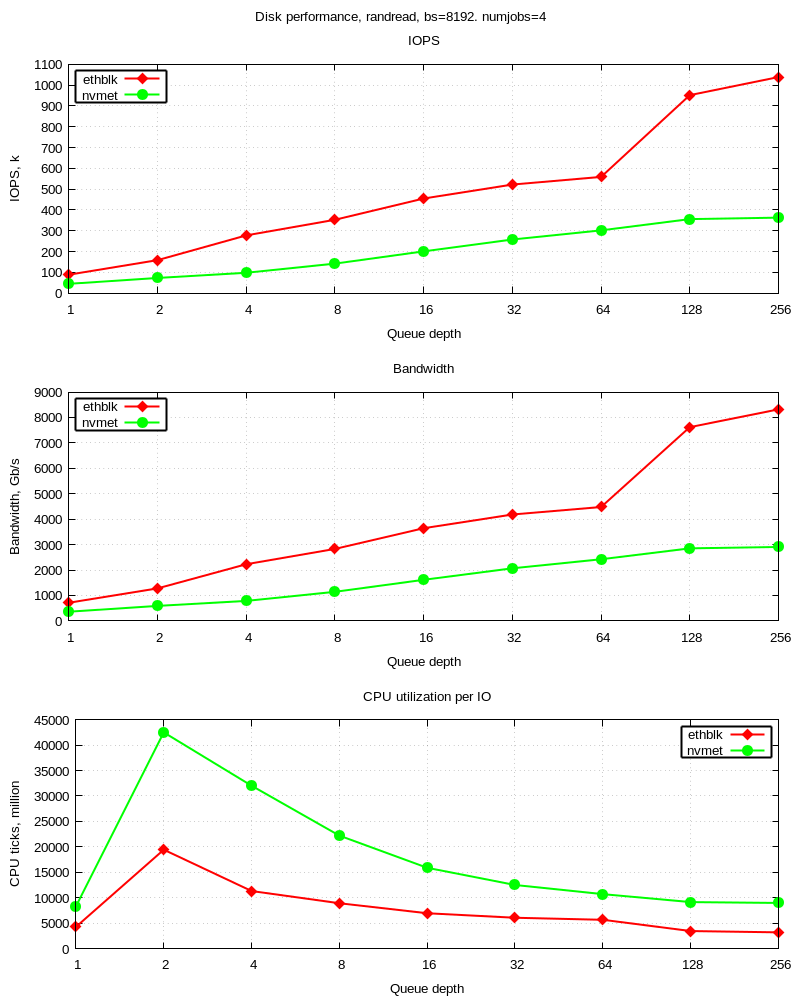 Disk performance, randread, bs=8192. numjobs=4
IOPS
IOPS, k
1100
1000
900
800
700
600
500
400
300
200
100
0
ethblk
nvmet
1 2 4 8 16 32 64 128 256
Queue depth
Bandwidth
Bandwidth, Gb/s
9000
8000
7000
6000
5000
4000
3000
2000
1000
0
ethblk
nvmet
1 2 4 8 16 32 64 128 256
Queue depth
CPU utilization per IO
CPU ticks, million
45000
40000
35000
30000
25000
20000
15000
10000
5000
0
ethblk
nvmet
1 2 4 8 16 32 64 128 256
Queue depth